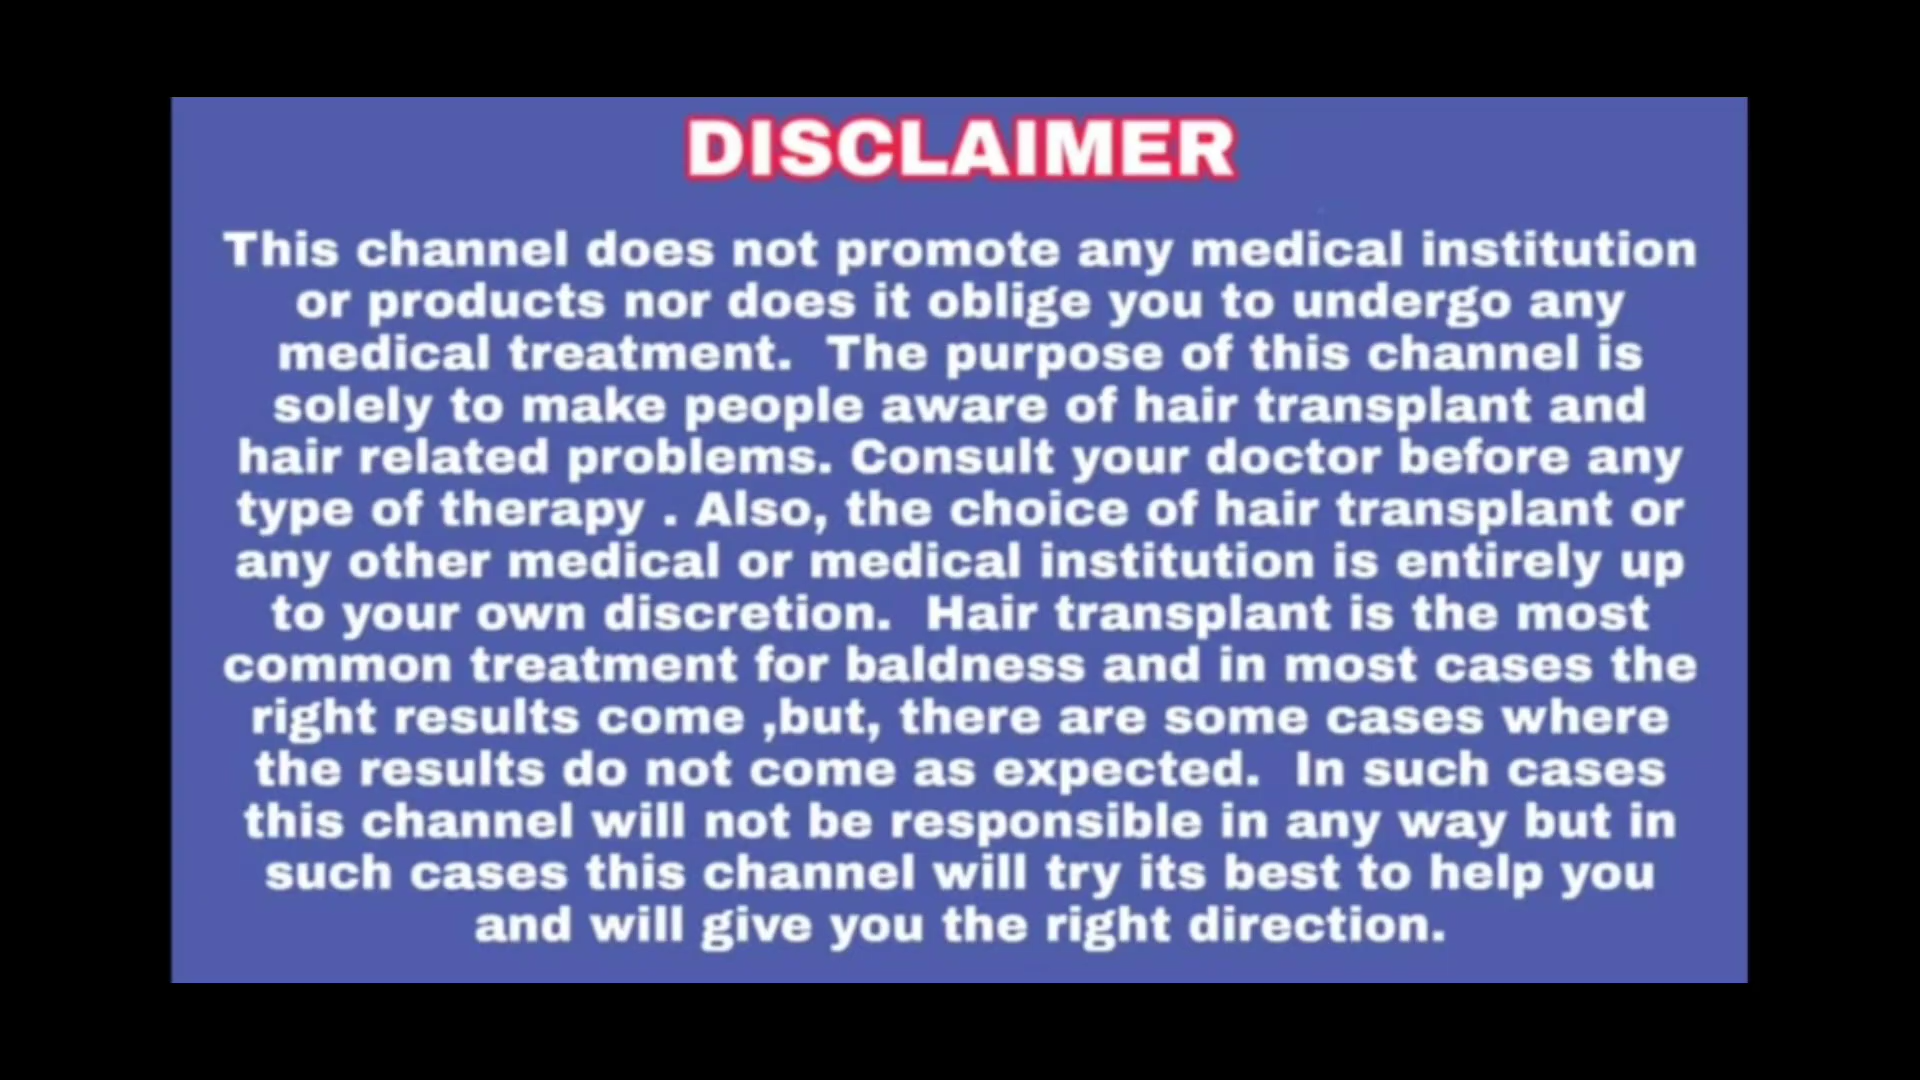 DISCLAIMER
This channel does not promote any medical institution
or products nor does it oblige you to undergo any
medical treatment.  The purpose of this channel is
solely to make people aware of hair transplant and
hair related problems. Consult your doctor before any
type of therapy . Also, the choice of hair transplant or
any other medical or medical institution is entirely up
to your own discretion.  Hair transplant is the most
common treatment for baldness and in most cases the
right results come ,but, there are some cases where
the results do not come as expected.  In such cases
this channel will not be responsible in any way but in
such cases this channel will try its best to help you
and will give you the right direction.